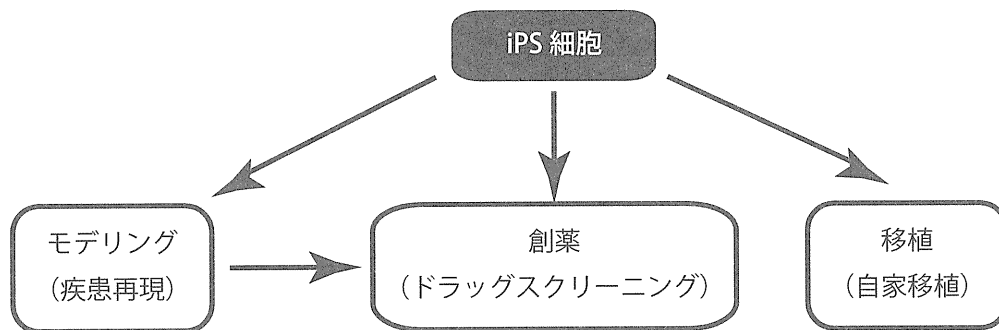 iPS 細胞
モデリング
（疾患再現）
創薬
（ドラッグスクリーニング）
移植
（自家移植）